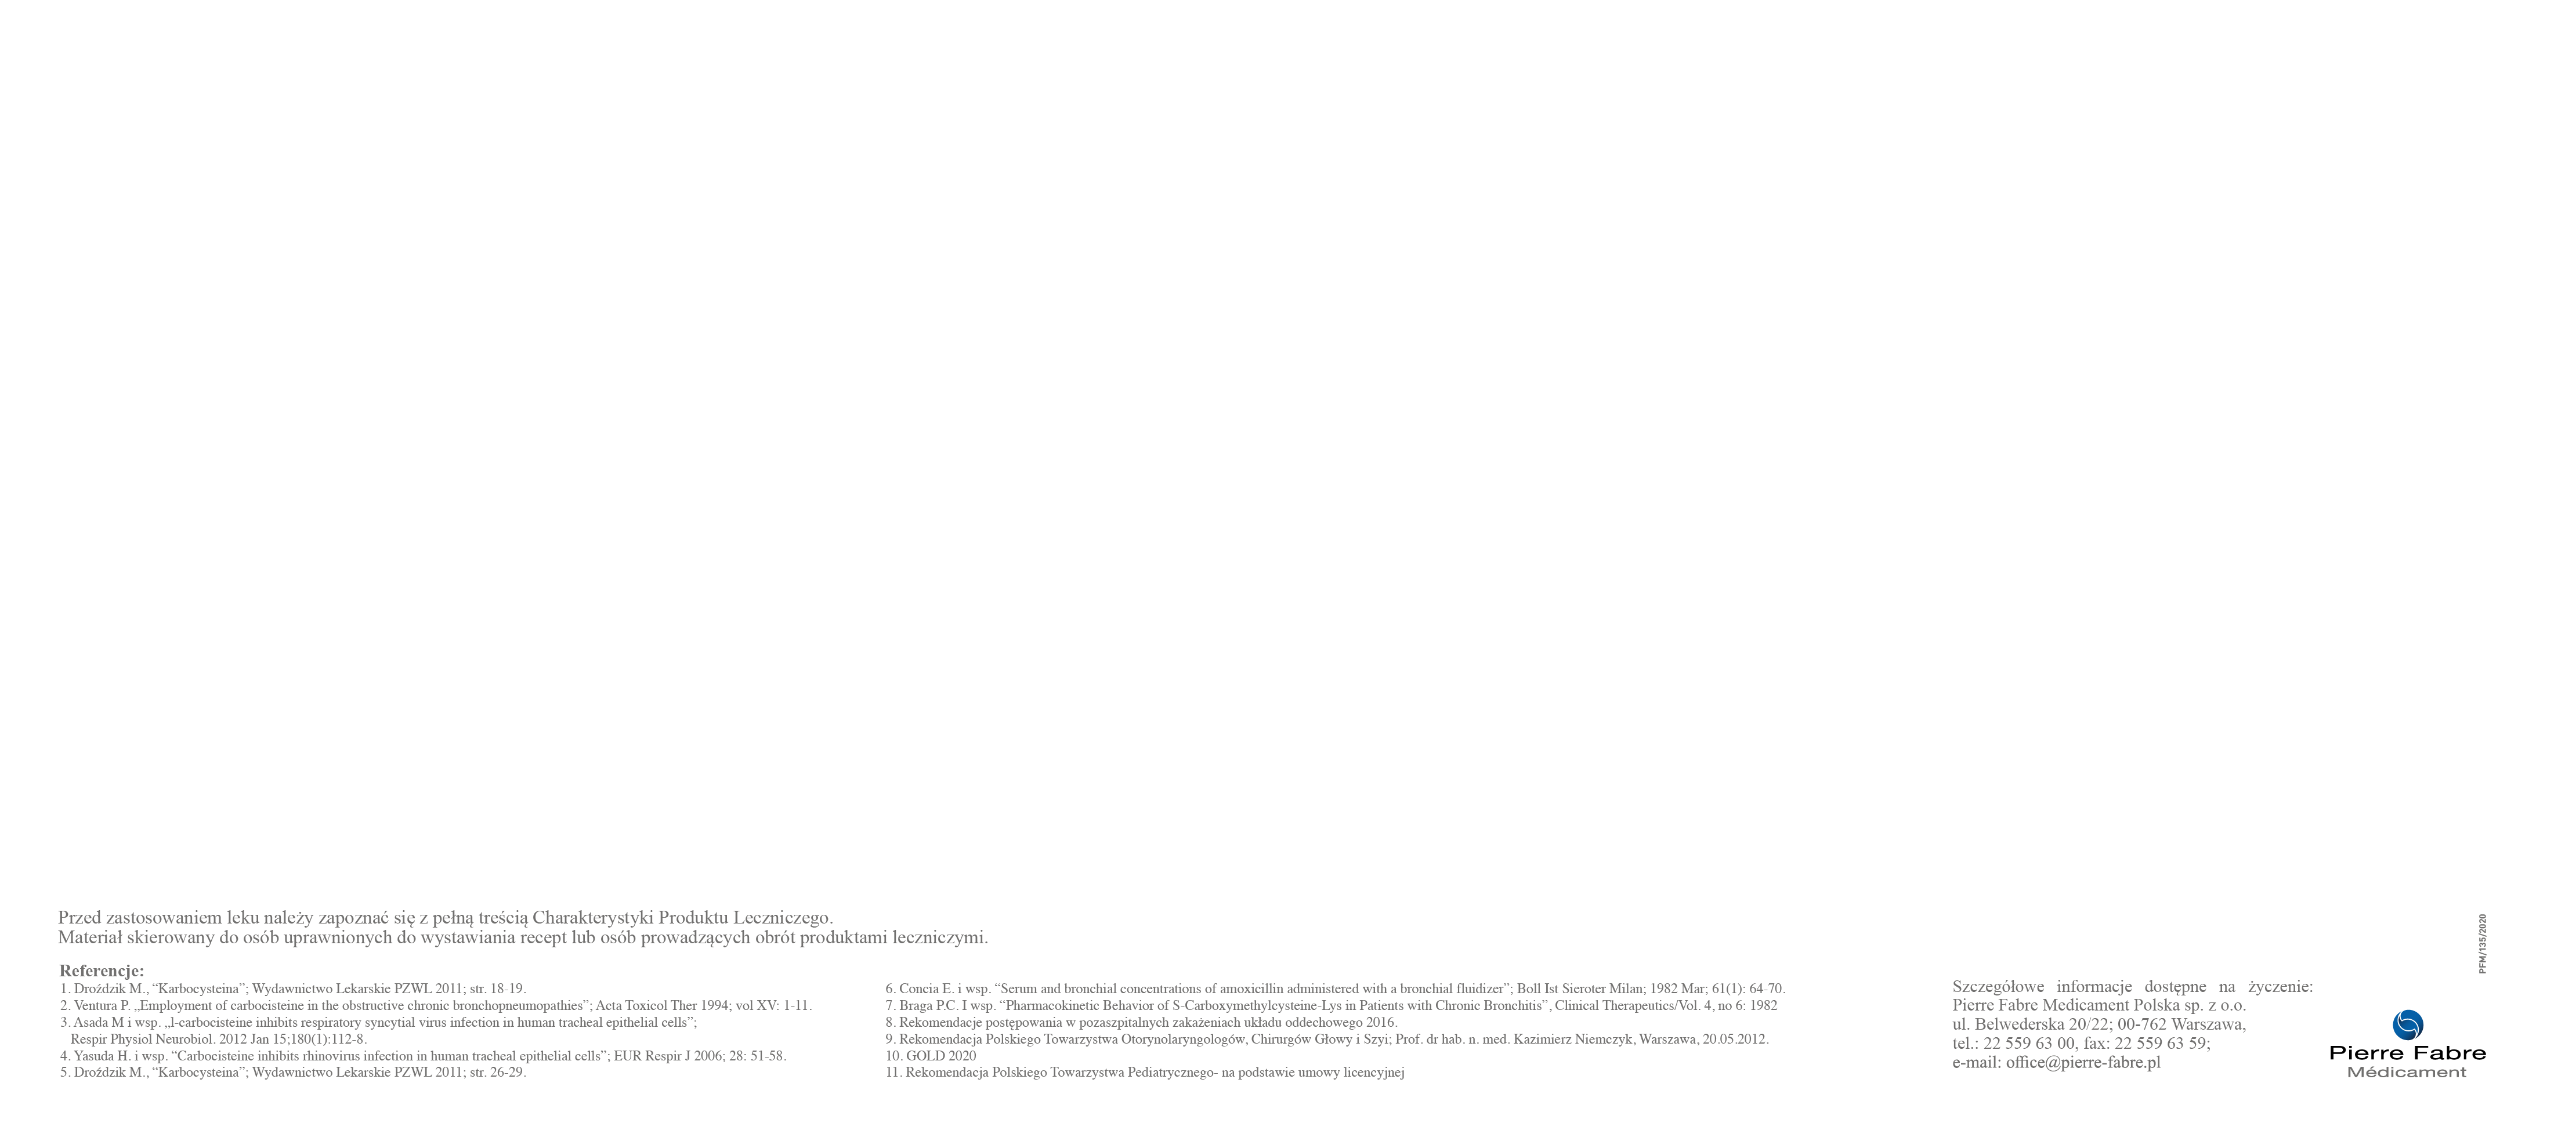 Przed zastosowaniem leku należy zapoznać się z pełną treścią Charakterystyki Produktu Leczniczego.
Materiał skierowany do osób uprawnionych do wystawiania recept lub osób prowadzących obrót produktami leczniczymi.
Referencje:
1. Droździk M., “Karbocysteina”; Wydawnictwo Lekarskie PZWL 2011; str. 18-19.
2. Ventura P. „Employment of carbocisteine in the obstructive chronic bronchopneumopathies”; Acta Toxicol Ther 1994; vol XV: 1-11.
3. Asada M i wsp. „l-carbocisteine inhibits respiratory syncytial virus infection in human tracheal epithelial cells”;
Respir Physiol Neurobiol. 2012 Jan 15;180(1):112-8.
4. Yasuda H. i wsp. “Carbocisteine inhibits rhinovirus infection in human tracheal epithelial cells”; EUR Respir J 2006; 28: 51-58.
5. Droździk M., “Karbocysteina”; Wydawnictwo Lekarskie PZWL 2011; str. 26-29.
6. Concia E. i wsp. “Serum and bronchial concentrations of amoxicillin administered with a bronchial fluidizer”; Boll Ist Sieroter Milan; 1982 Mar; 61(1): 64-70.
7. Braga P.C. I wsp. “Pharmacokinetic Behavior of S-Carboxymethylcysteine-Lys in Patients with Chronic Bronchitis”, Clinical Therapeutics/Vol. 4, no 6: 1982
8. Rekomendacje postępowania w pozaszpitalnych zakażeniach układu oddechowego 2016.
9. Rekomendacja Polskiego Towarzystwa Otorynolaryngologów, Chirurgów Głowy i Szyi; Prof. dr hab. n. med. Kazimierz Niemczyk, Warszawa, 20.05.2012.
10. GOLD 2020
11. Rekomendacja Polskiego Towarzystwa Pediatrycznego- na podstawie umowy licencyjnej
Szczegółowe informacje dostępne na życzenie:
Pierre Fabre Medicament Polska sp. z o.o.
ul. Belwederska 20/22; 00-762 Warszawa,
tel.: 22 559 63 00, fax: 22 559 63 59;
e-mail: office@pierre-fabre.pl
PFM/135/2020
Pierre Fabre
Médicament